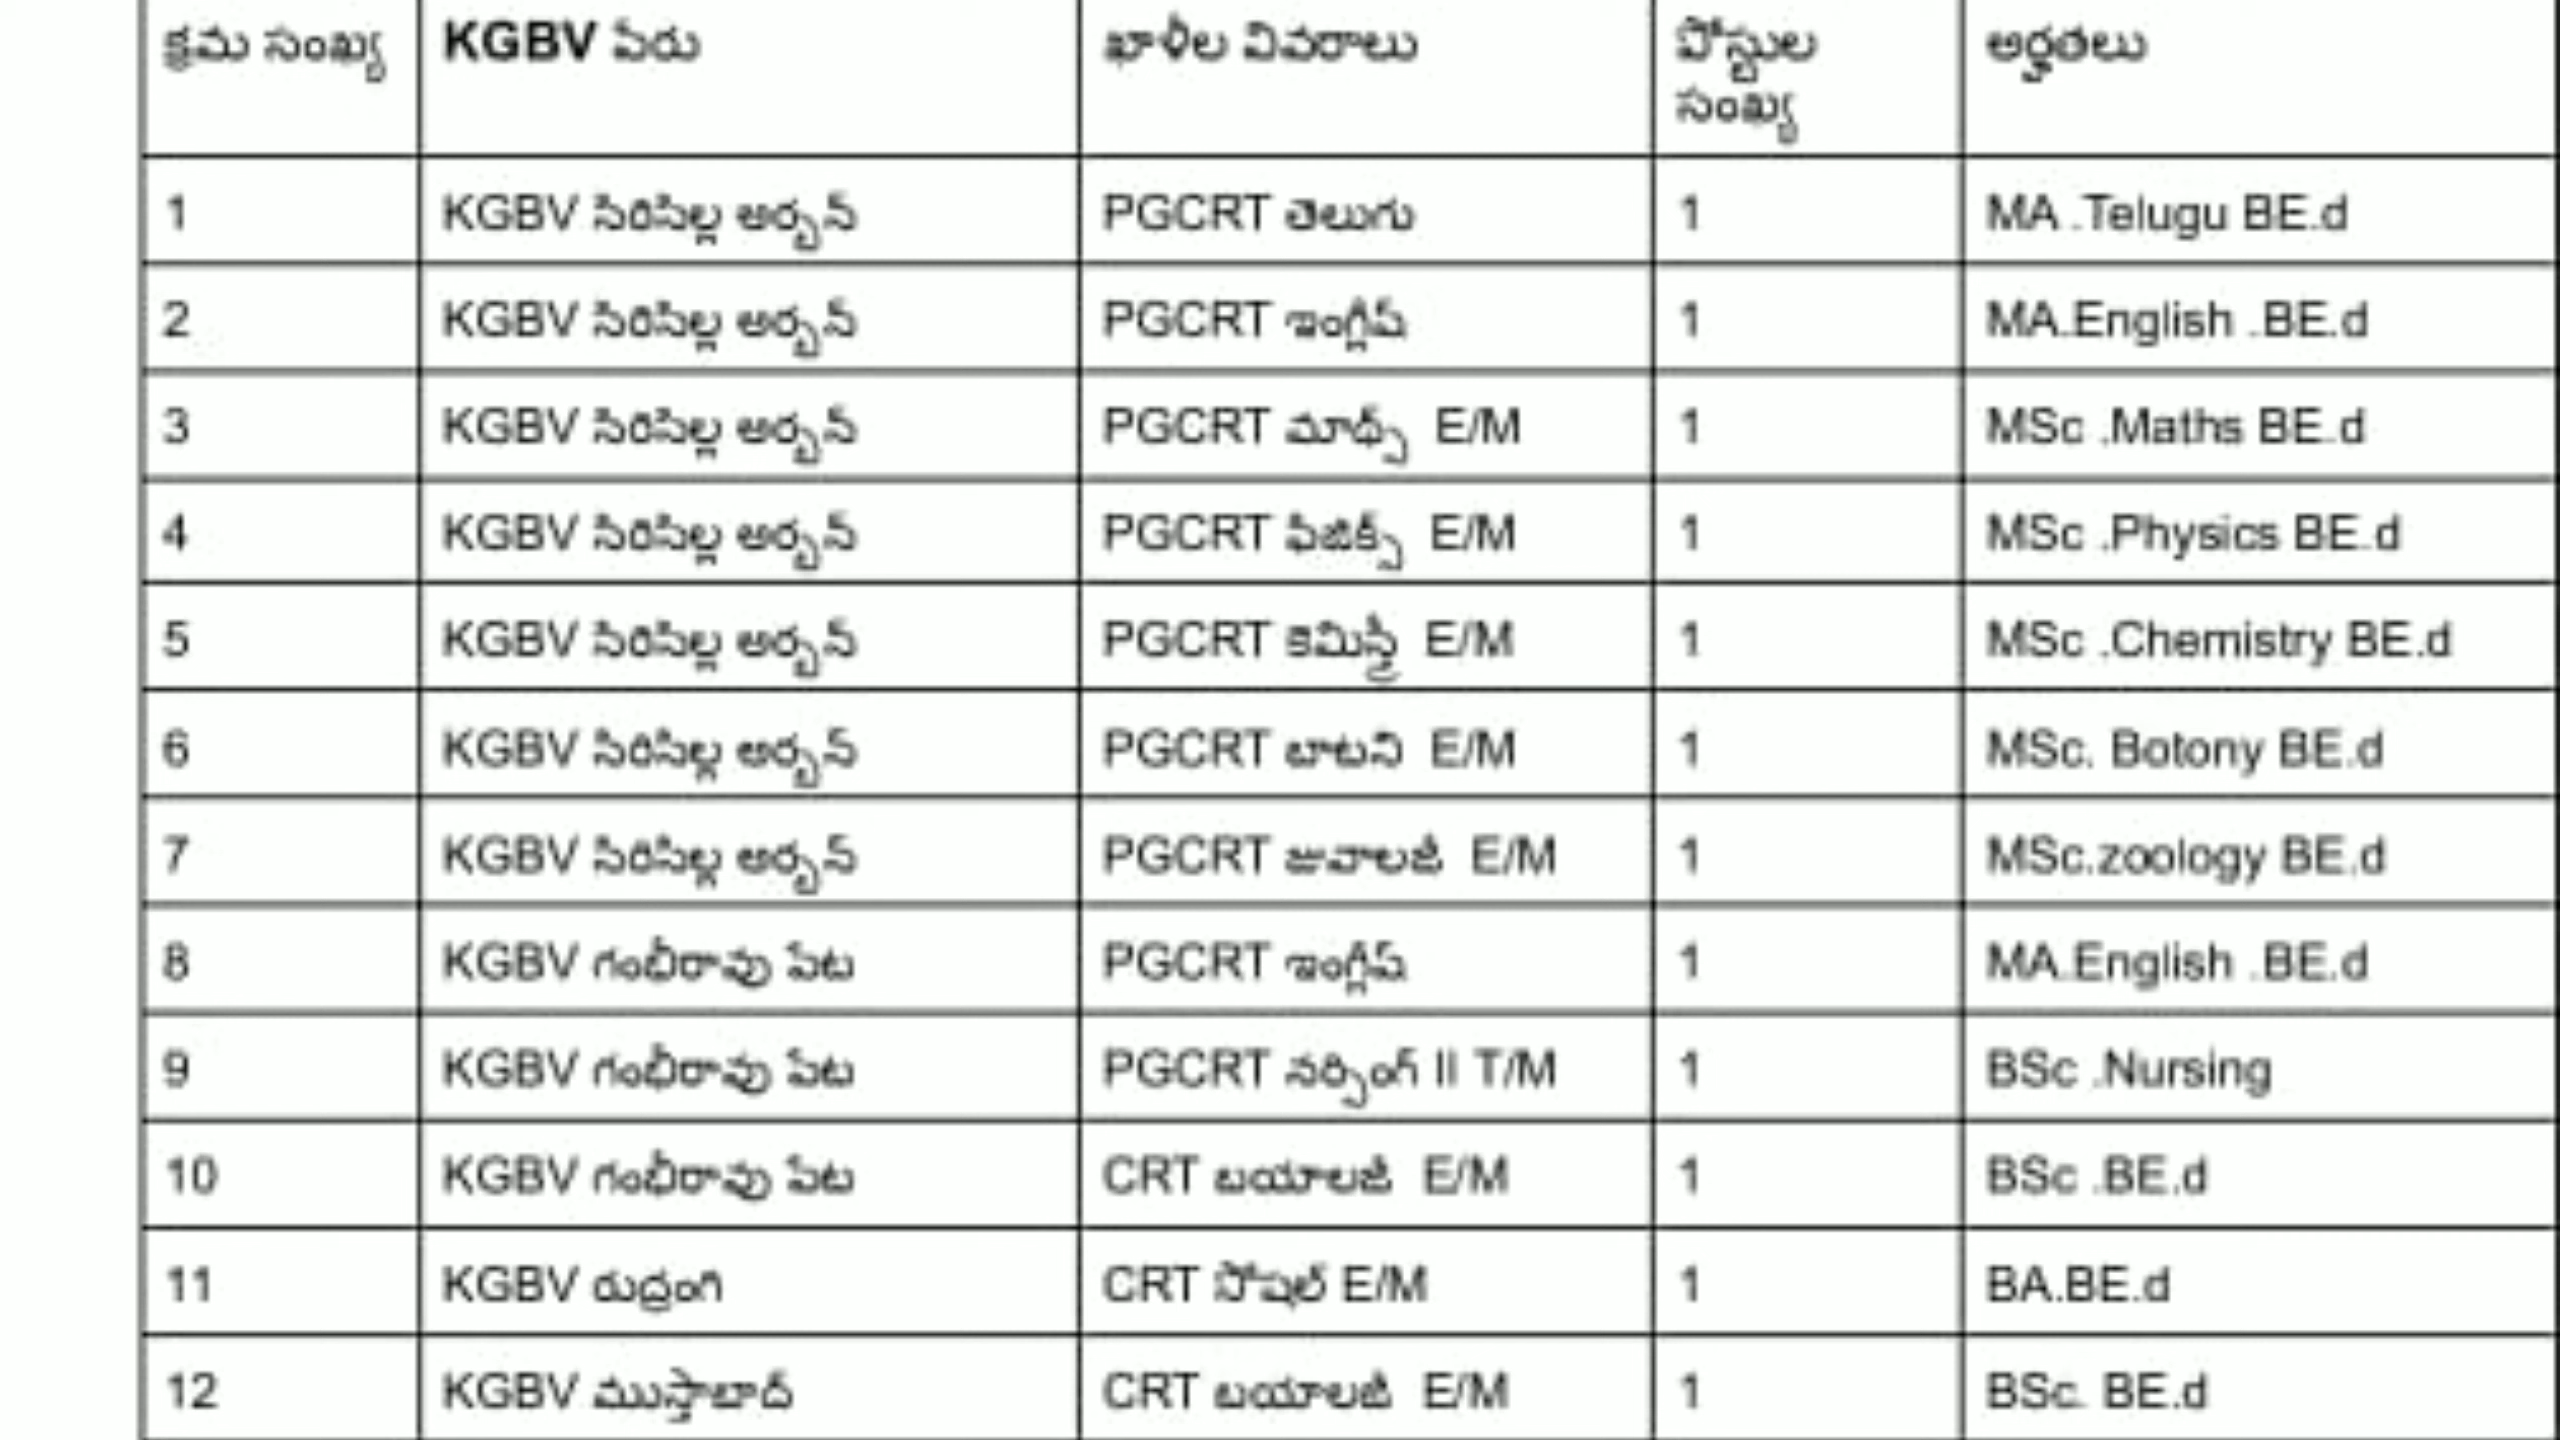 క్రమ సంఖ్య KGBV పేరు ఖాళీల వివరాలు పోస్టుల సంఖ్య అర్హతలు
1 KGBV సిరిసిల్ల అర్బన్ PGCRT తెలుగు 1 MA .Telugu BE.d
2 KGBV సిరిసిల్ల అర్బన్ PGCRT ఇంగ్లీష్ 1 MA.English .BE.d
3 KGBV సిరిసిల్ల అర్బన్ PGCRT మాథ్స్ E/M 1 MSc .Maths BE.d
4 KGBV సిరిసిల్ల అర్బన్ PGCRT ఫిజిక్స్ E/M 1 MSc .Physics BE.d
5 KGBV సిరిసిల్ల అర్బన్ PGCRT కెమిస్ట్రీ E/M 1 MSc .Chemistry BE.d
6 KGBV సిరిసిల్ల అర్బన్ PGCRT బాటని E/M 1 MSc. Botony BE.d
7 KGBV సిరిసిల్ల అర్బన్ PGCRT జువాలజీ E/M 1 MSc.zoology BE.d
8 KGBV గంభీరావు పేట PGCRT ఇంగ్లీష్ 1 MA.English .BE.d
9 KGBV గంభీరావు పేట PGCRT నర్సింగ్ II T/M 1 BSc .Nursing
10 KGBV గంభీరావు పేట CRT బయాలజీ E/M 1 BSc .BE.d
11 KGBV రుద్రంగి CRT సోషల్ E/M 1 BA.BE.d
12 KGBV ముస్తాబాద్ CRT బయాలజీ E/M 1 BSc. BE.d